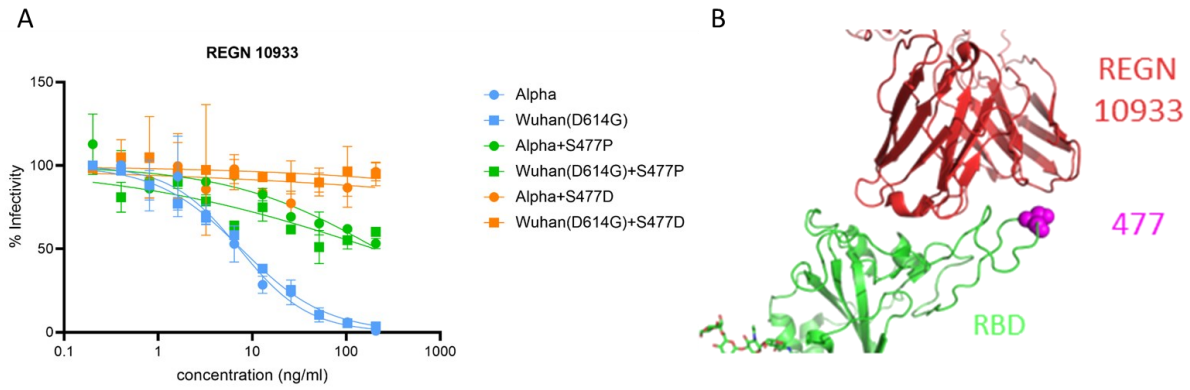 A
REGN 10933
150
100
50
0
% Infectivity
0.1
1
10
100
1000
concentration (ng/ml)
Alpha
Wuhan(D614G)
Alpha+S477P
Wuhan(D614G)+S477P
Alpha+S477D
Wuhan(D614G)+S477D
B
REGN
10933
477
RBD